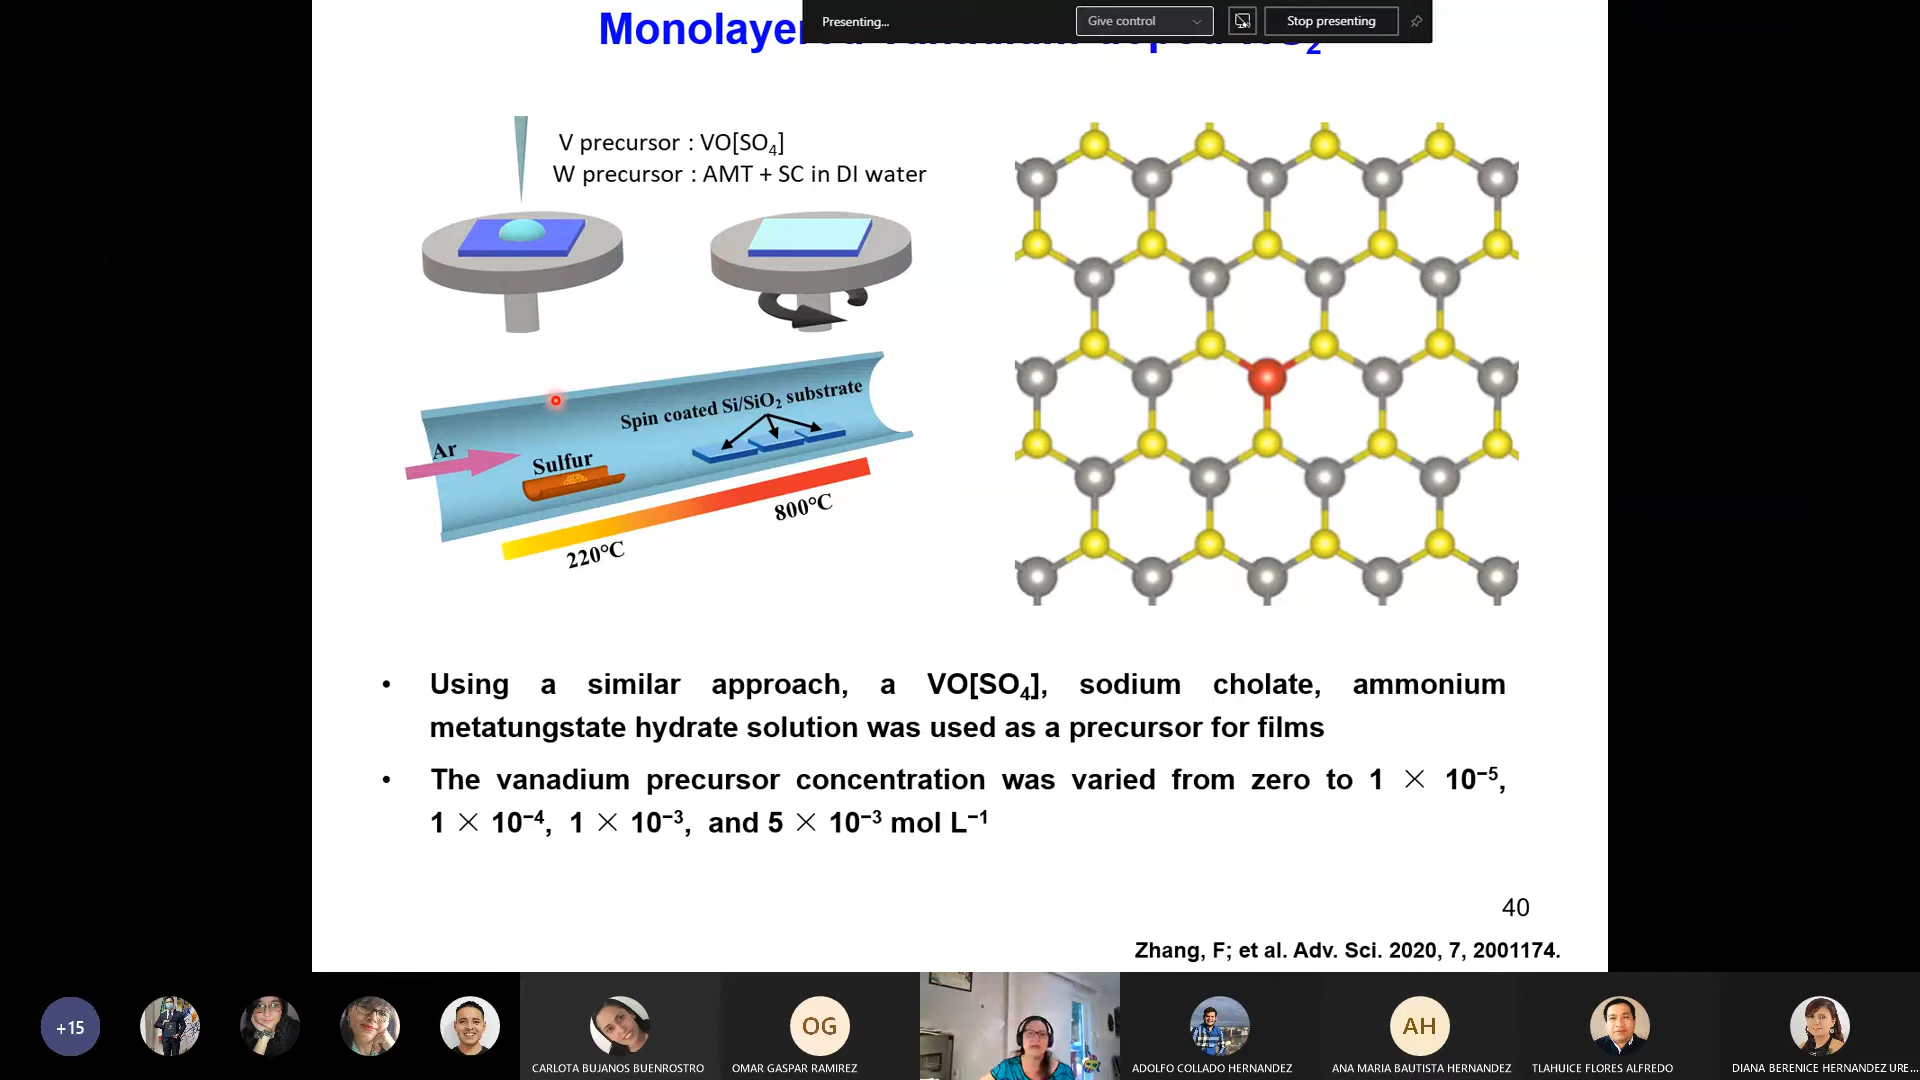 Presenting...
Give control
Stop presenting
Monolayer
V precursor : VO[SO₄]
W precursor : AMT + SC in DI water
Spin coated Si/SiO₂ substrate
Ar
Sulfur
800°C
220°C
• Using a similar approach, a VO[SO₄], sodium cholate, ammonium
metatungstate hydrate solution was used as a precursor for films
• The vanadium precursor concentration was varied from zero to 1 × 10⁻⁵,
1 × 10⁻⁴, 1 × 10⁻³, and 5 × 10⁻³ mol L⁻¹
40
Zhang, F; et al. Adv. Sci. 2020, 7, 2001174.
+15
OG
AH
CARLOTA BUJANOS BUENROSTRO
OMAR GASPAR RAMIREZ
ADOLFO COLLADO HERNANDEZ
ANA MARIA BAUTISTA HERNANDEZ
TLAHUICE FLORES ALFREDO
DIANA BERENICE HERNANDEZ URE...